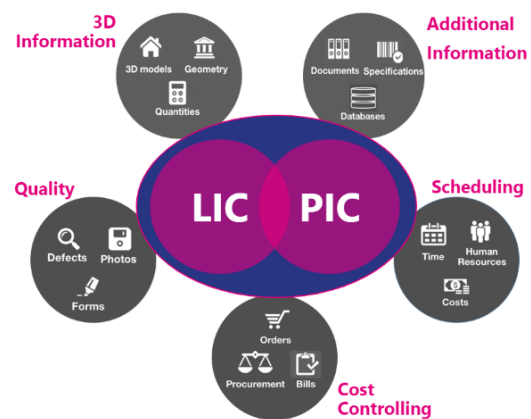 3D
Information
3D models
Geometry
Quantities
Additional
Information
Documents
Specifications
Databases
LIC
PIC
Quality
Defects
Photos
Forms
Scheduling
Time
Human
Resources
Costs
Orders
Procurement
Bills
Cost
Controlling